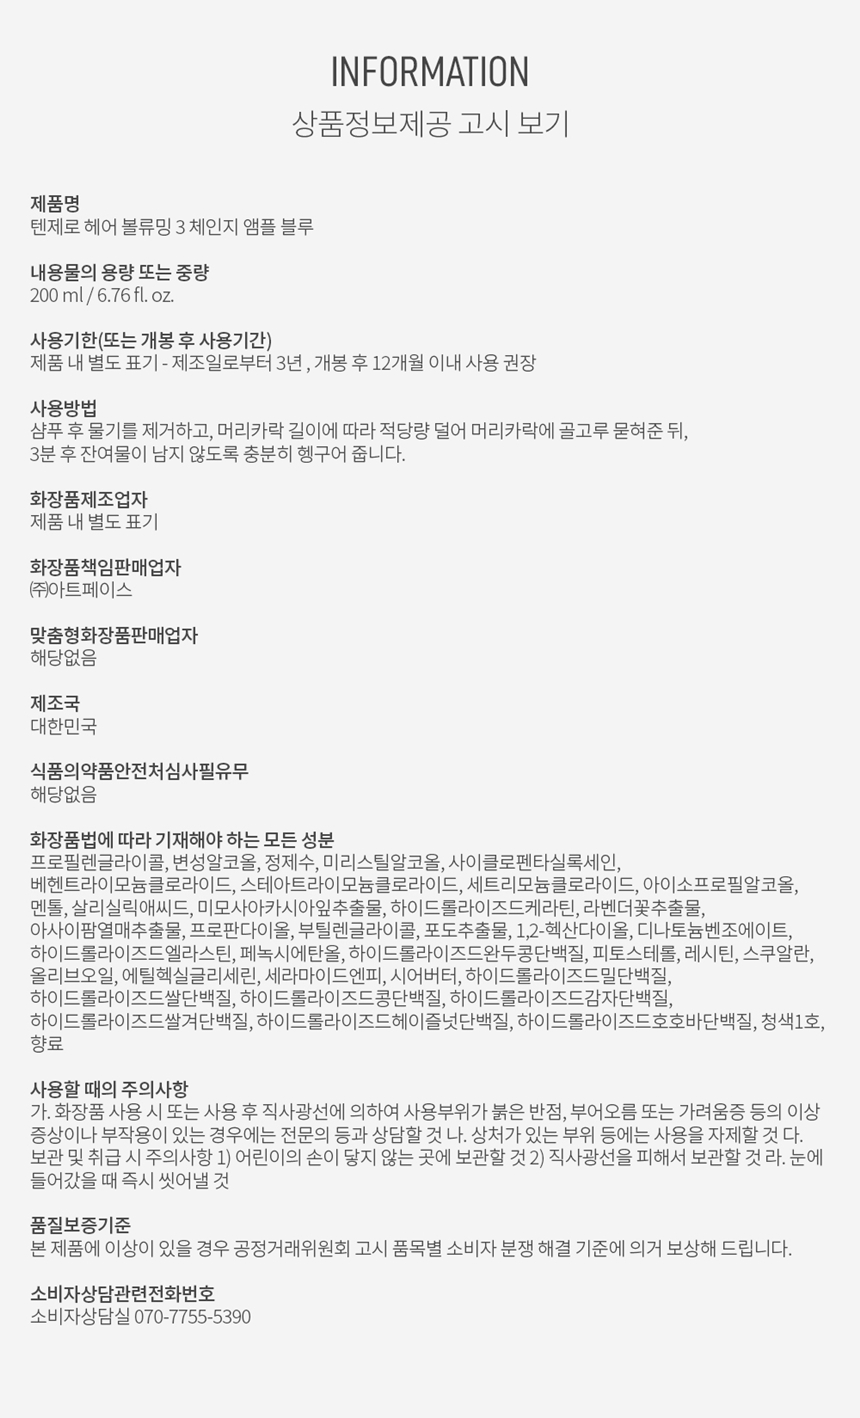 INFORMATION
상품정보제공 고시 보기
제품명
텐제로 헤어 볼류밍 3 체인지 앰플 블루
내용물의 용량 또는 중량
200 ml / 6.76 fl. oz.
사용기한(또는 개봉 후 사용기간)
제품 내 별도 표기 - 제조일로부터 3년 , 개봉 후 12개월 이내 사용 권장
사용방법
샴푸 후 물기를 제거하고, 머리카락 길이에 따라 적당량 덜어 머리카락에 골고루 묻혀준 뒤,
3분 후 잔여물이 남지 않도록 충분히 헹구어 줍니다.
화장품제조업자
제품 내 별도 표기
화장품책임판매업자
㈜아트페이스
맞춤형화장품판매업자
해당없음
제조국
대한민국
식품의약품안전처심사필유무
해당없음
화장품법에 따라 기재해야 하는 모든 성분
프로필렌글라이콜, 변성알코올, 정제수, 미리스틸알코올, 사이클로펜타실록세인,
베헨트라이모늄클로라이드, 스테아트라이모늄클로라이드, 세트리모늄클로라이드, 아이소프로필알코올,
멘톨, 살리실릭애씨드, 미모사아카시아잎추출물, 하이드롤라이즈드케라틴, 라벤더꽃추출물,
아사이팜열매추출물, 프로판다이올, 부틸렌글라이콜, 포도추출물, 1,2-헥산다이올, 디나토늄벤조에이트,
하이드롤라이즈드엘라스틴, 페녹시에탄올, 하이드롤라이즈드완두콩단백질, 피토스테롤, 레시틴, 스쿠알란,
올리브오일, 에틸헥실글리세린, 세라마이드엔피, 시어버터, 하이드롤라이즈드밀단백질,
하이드롤라이즈드쌀단백질, 하이드롤라이즈드콩단백질, 하이드롤라이즈드감자단백질,
하이드롤라이즈드쌀겨단백질, 하이드롤라이즈드헤이즐넛단백질, 하이드롤라이즈드호호바단백질, 청색1호,
향료
사용할 때의 주의사항
가. 화장품 사용 시 또는 사용 후 직사광선에 의하여 사용부위가 붉은 반점, 부어오름 또는 가려움증 등의 이상
증상이나 부작용이 있는 경우에는 전문의 등과 상담할 것 나. 상처가 있는 부위 등에는 사용을 자제할 것 다.
보관 및 취급 시 주의사항 1) 어린이의 손이 닿지 않는 곳에 보관할 것 2) 직사광선을 피해서 보관할 것 라. 눈에
들어갔을 때 즉시 씻어낼 것
품질보증기준
본 제품에 이상이 있을 경우 공정거래위원회 고시 품목별 소비자 분쟁 해결 기준에 의거 보상해 드립니다.
소비자상담관련전화번호
소비자상담실 070-7755-5390